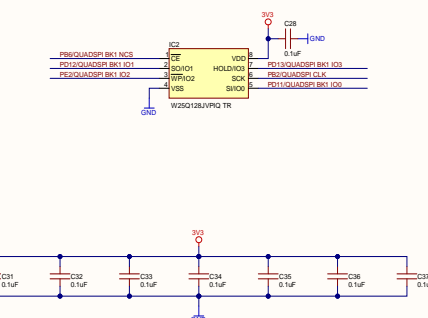 3V3
C28
GND
0.1uF
IC2
PB6/QUADSPI BK1 NCS 1 CE VDD 8
PD12/QUADSPI BK1 IO1 2 SO/IO1 HOLD/IO3 7 PD13/QUADSPI BK1 IO3
PE2/QUADSPI BK1 IO2 3 WP/IO2 SCK 6 PB2/QUADSPI CLK
4 VSS SI/IO0 5 PD11/QUADSPI BK1 IO0
W25Q128JVPIQ TR
GND
3V3
C31 C32 C33 C34 C35 C36 C37
0.1uF 0.1uF 0.1uF 0.1uF 0.1uF 0.1uF